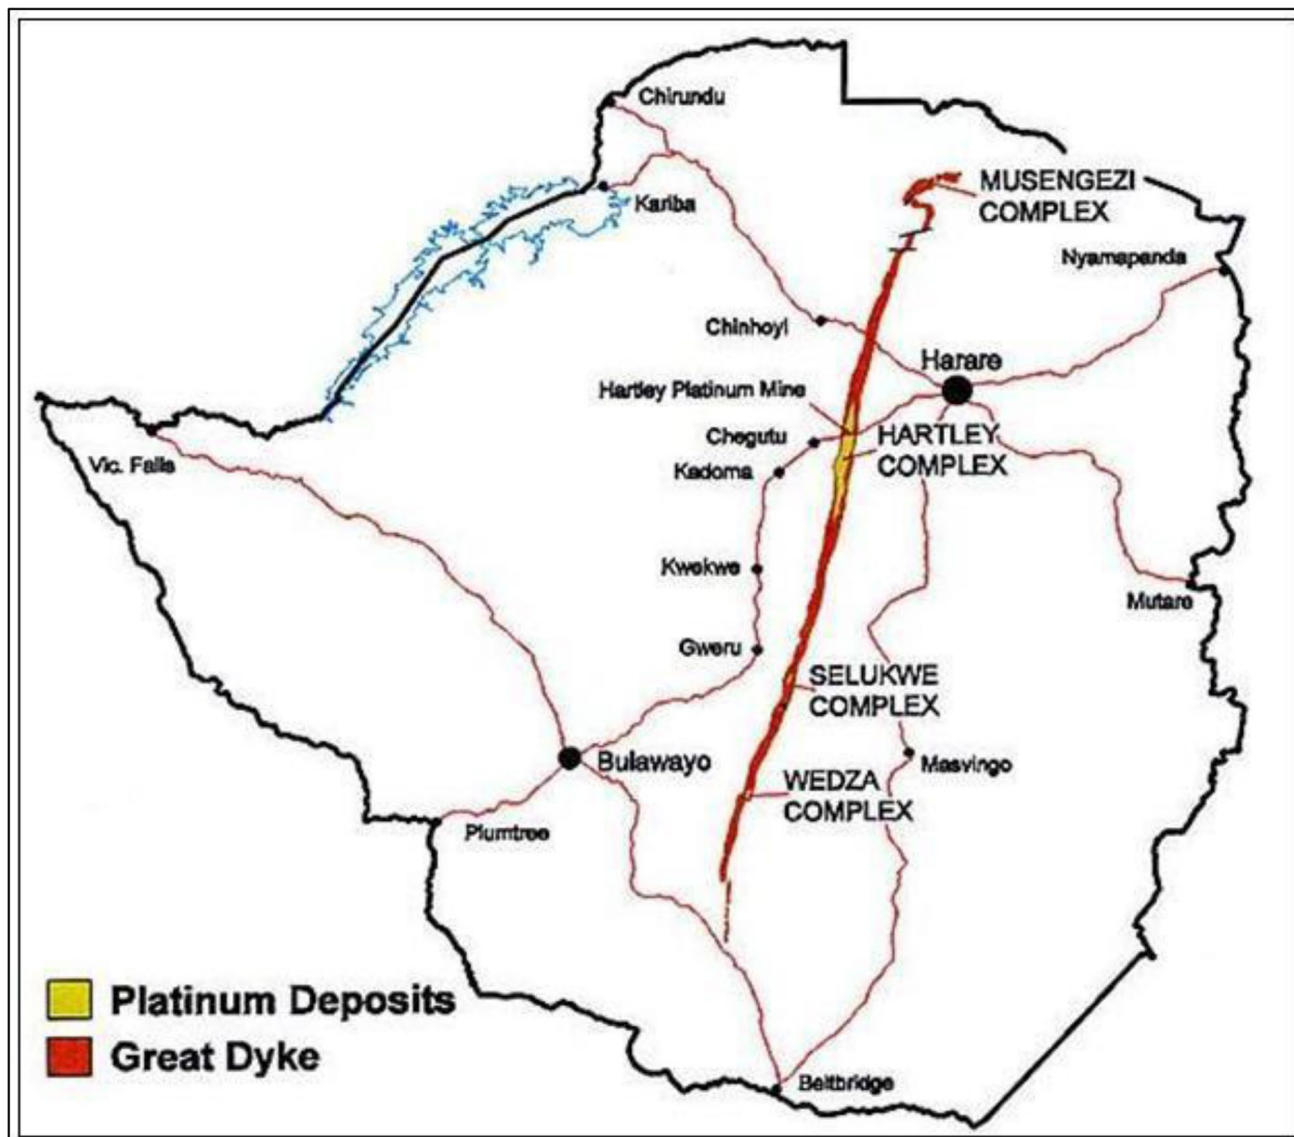 Chirundu
Kariba
MUSENGEZI
COMPLEX
Nyamapanda
Chinhoyi
Harare
Hartley Platinum Mine
Chegutu
HARTLEY
COMPLEX
Kadoma
Vic. Falls
Kwekwe
Mutare
Gweru
SELUKWE
COMPLEX
Bulawayo
Masvingo
WEDZA
COMPLEX
Plumtree
Platinum Deposits
Great Dyke
Beitbridge